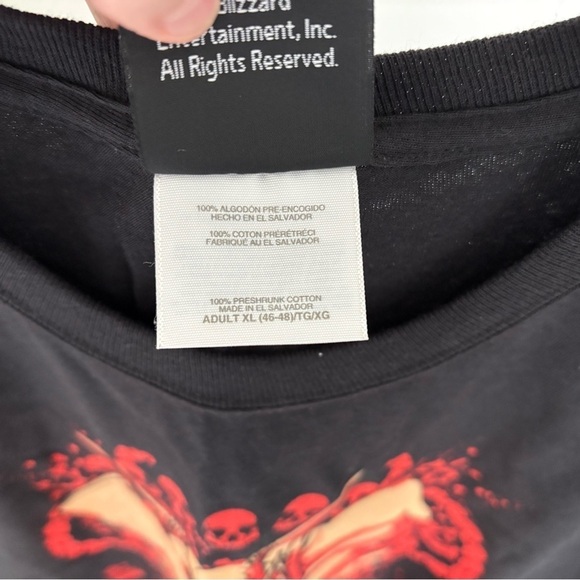 Blizzard
Entertainment, Inc.
All Rights Reserved.
100% ALGODÓN PRE-ENCOGIDO
HECHO EN EL SALVADOR
100% COTON PRÉRÉTRÉCI
FABRIQUÉ AU EL SALVADOR
100% PRESHRUNK COTTON
MADE IN EL SALVADOR
ADULT XL (46-48)/TG/XG